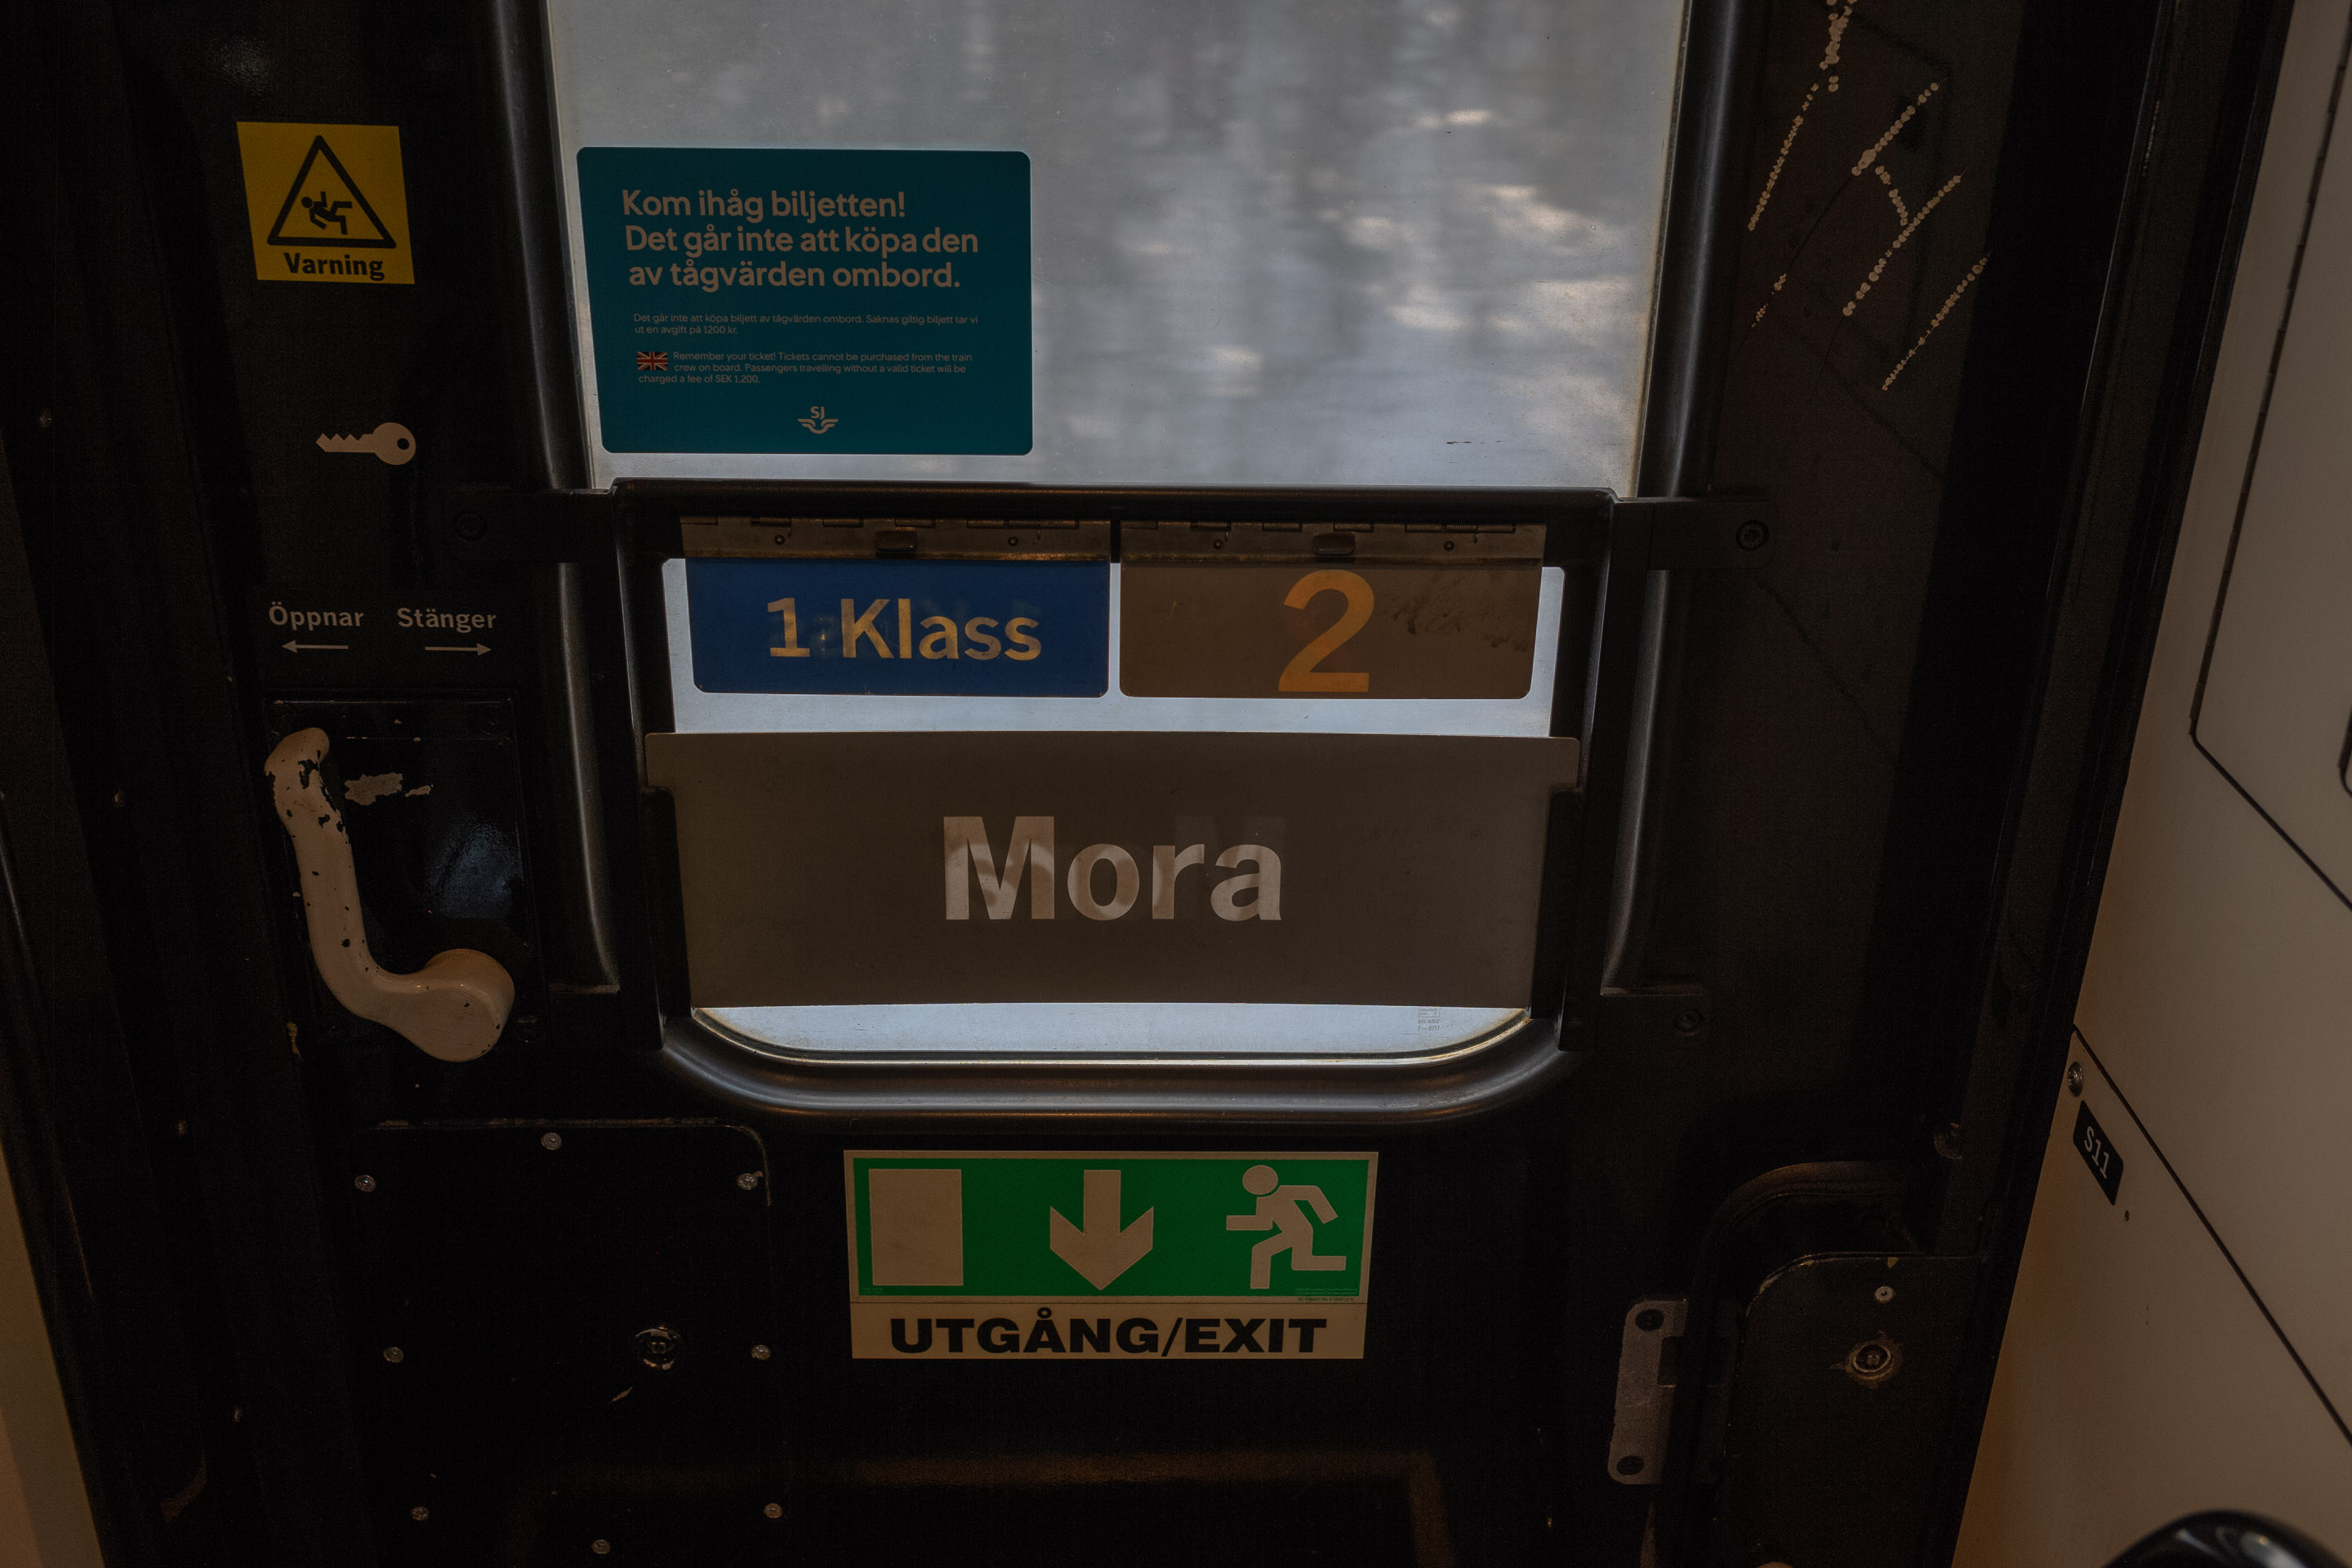 Varning
Kom ihåg biljetten!
Det går inte att köpa den
av tågvärden ombord.
Det går inte att köpa biljett av tågvärden ombord. Saknas giltig biljett tar vi
ut en avgift på 1200 kr.
Remember your ticket! Tickets cannot be purchased from the train
crew on board. Passengers travelling without a valid ticket will be
charged a fee of SEK 1,200.
SJ
Öppnar Stänger
1 Klass
2
Mora
S11
UTGÅNG/EXIT